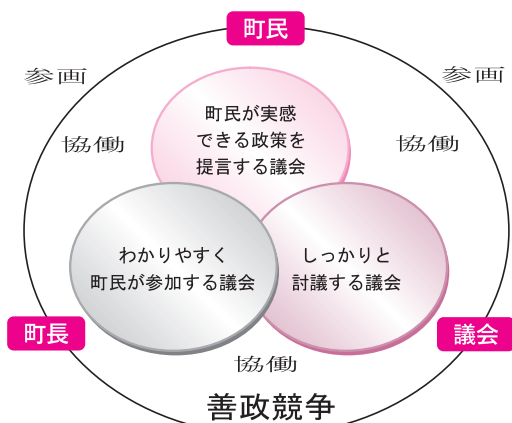 町民
参画
参画
協働
協働
町民が実感
できる政策を
提言する議会
わかりやすく
町民が参加する議会
しっかりと
討議する議会
町長
議会
協働
善政競争